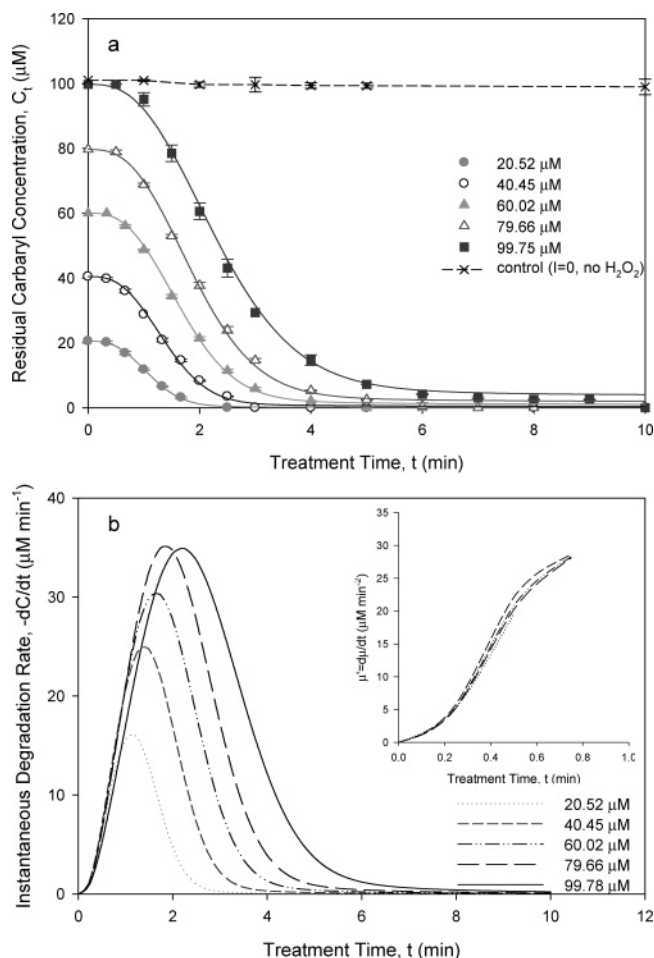 a
Residual Carbaryl Concentration, Cₜ (μM)
120
100
80
60
40
20
0
20.52 μM
40.45 μM
60.02 μM
79.66 μM
99.75 μM
control (I=0, no H₂O₂)
0 2 4 6 8 10
Treatment Time, t (min)
b
Instantaneous Degradation Rate, -dC/dt (μM min⁻¹)
40
30
20
10
0
μ'=dμ/dt (μM min⁻²)
35
30
25
20
15
10
5
0
0.0 0.2 0.4 0.6 0.8 1.0
Treatment Time, t (min)
20.52 μM
40.45 μM
60.02 μM
79.66 μM
99.78 μM
0 2 4 6 8 10 12
Treatment Time, t (min)